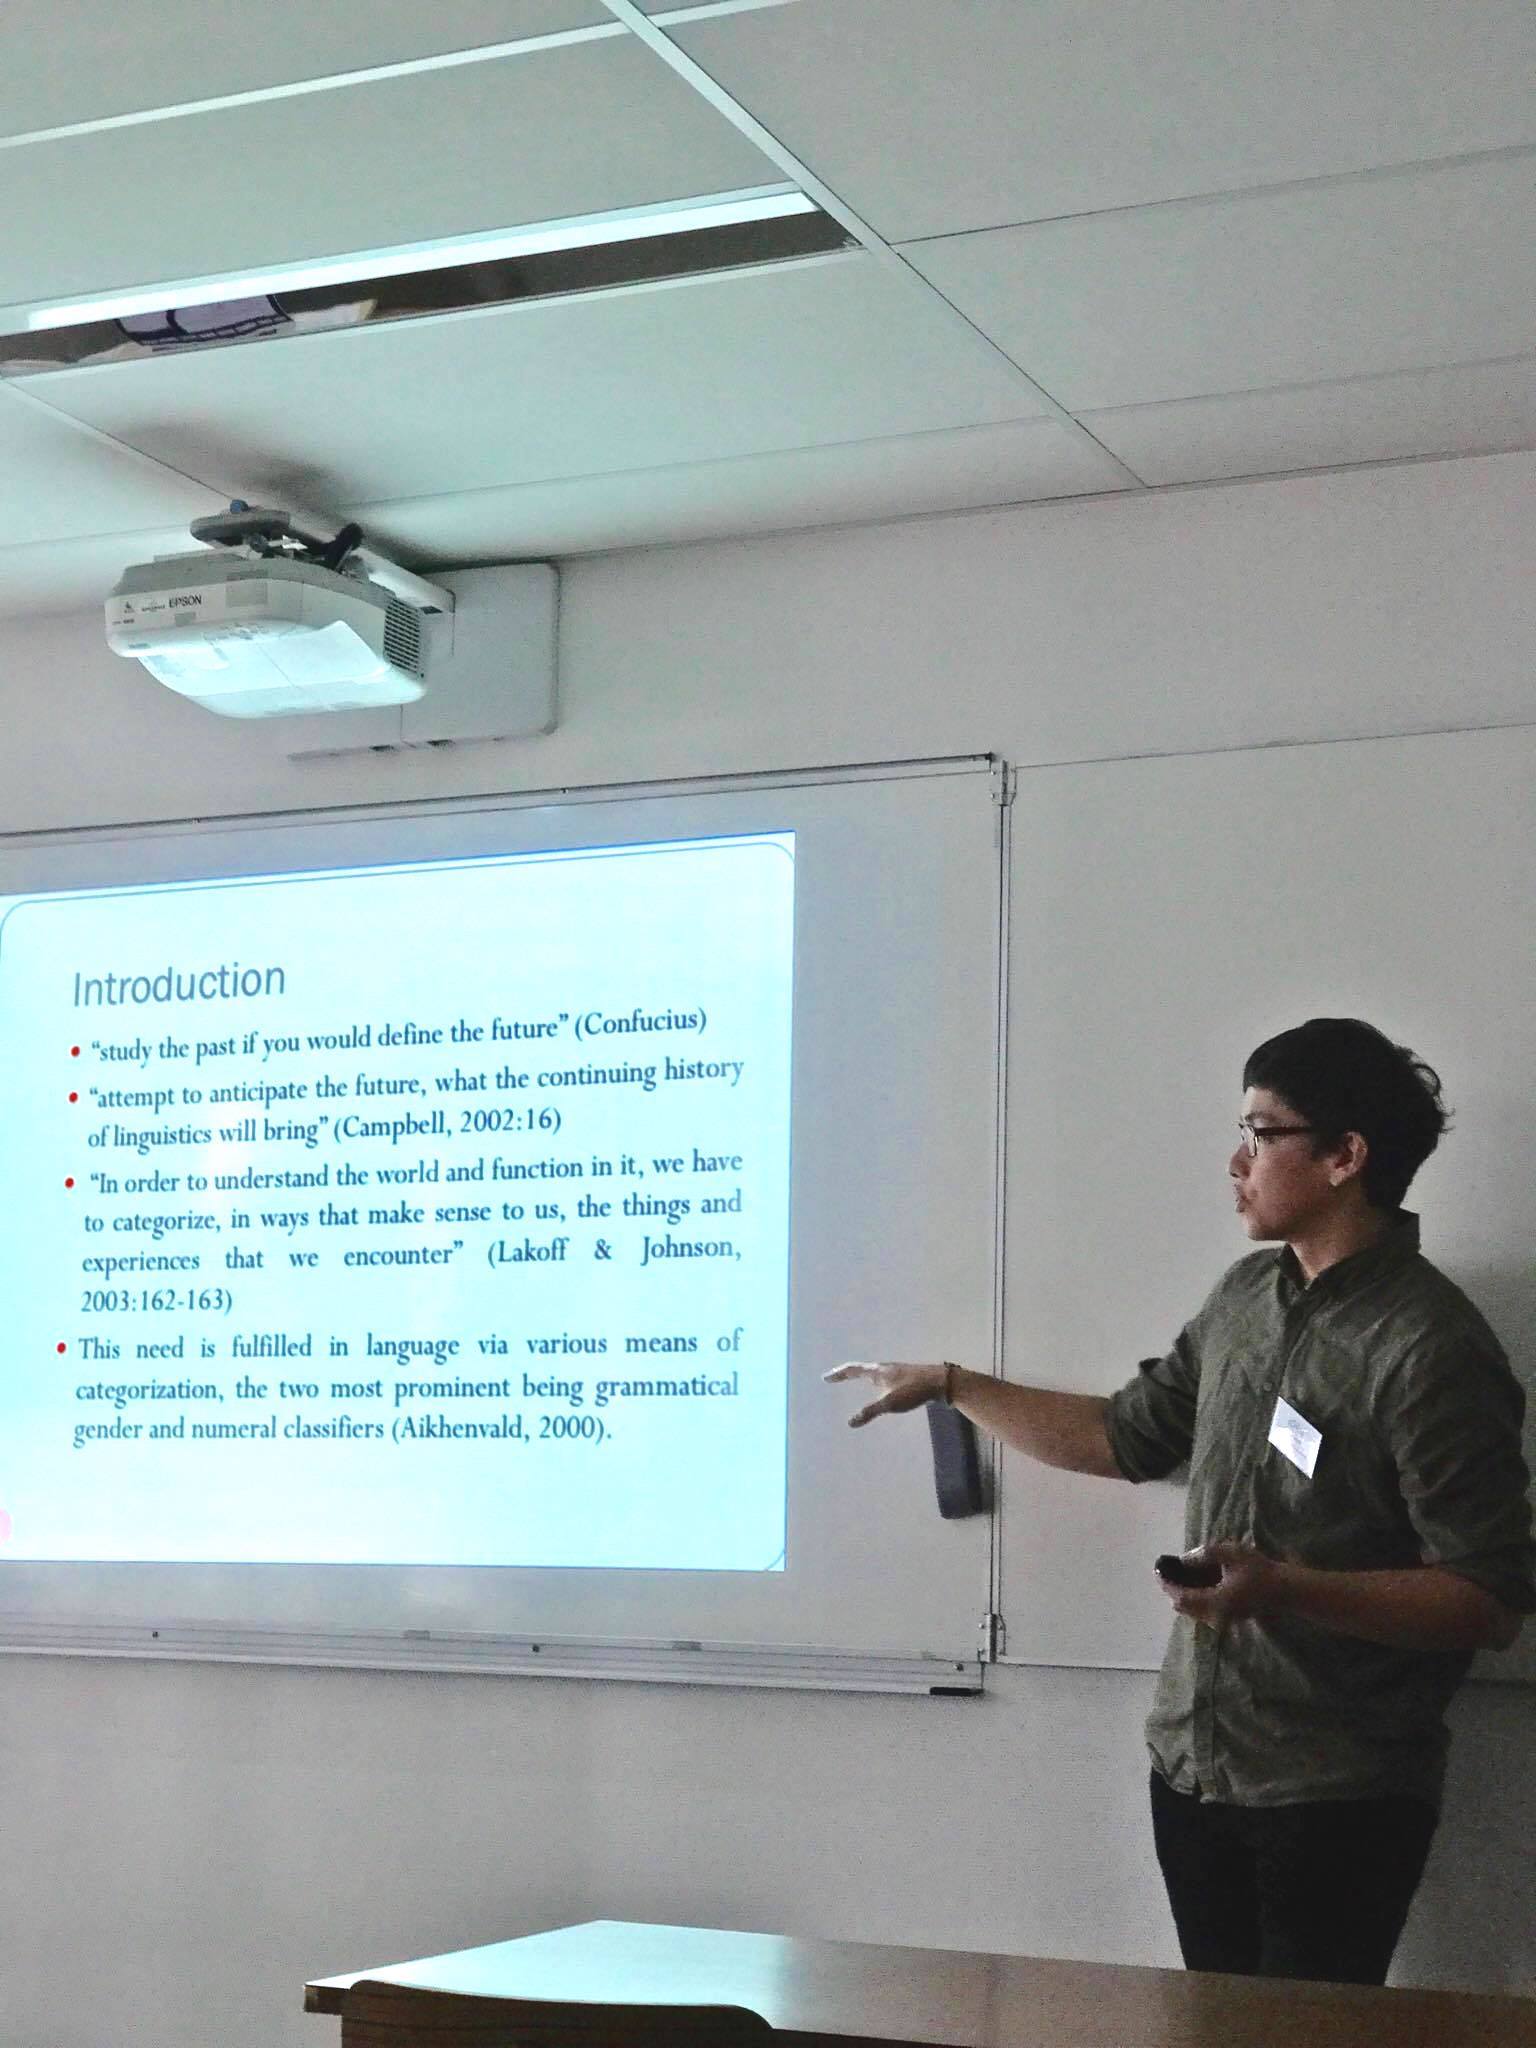 EPSON
Introduction
• “study the past if you would define the future” (Confucius)
• “attempt to anticipate the future, what the continuing history
of linguistics will bring” (Campbell, 2002:16)
• “In order to understand the world and function in it, we have
to categorize, in ways that make sense to us, the things and
experiences that we encounter” (Lakoff & Johnson,
2003:162-163)
• This need is fulfilled in language via various means of
categorization, the two most prominent being grammatical
gender and numeral classifiers (Aikhenvald, 2000).